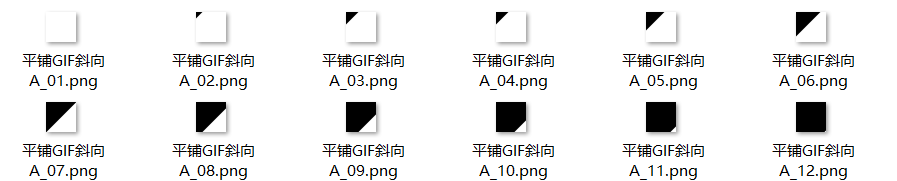 平铺GIF斜向
A_01.png
平铺GIF斜向
A_02.png
平铺GIF斜向
A_03.png
平铺GIF斜向
A_04.png
平铺GIF斜向
A_05.png
平铺GIF斜向
A_06.png
平铺GIF斜向
A_07.png
平铺GIF斜向
A_08.png
平铺GIF斜向
A_09.png
平铺GIF斜向
A_10.png
平铺GIF斜向
A_11.png
平铺GIF斜向
A_12.png